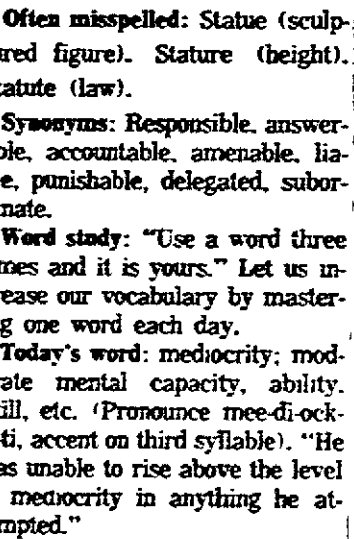 Often misspelled: Statue (sculp-
ured figure). Stature (height).
tatute (law).
Synonyms: Responsible, answer-
ble, accountable, amenable, lia-
e, punishable, delegated, subor-
nate.
Word study: "Use a word three
mes and it is yours." Let us in-
rease our vocabulary by master-
g one word each day.
Today's word: mediocrity; mod-
ate mental capacity, ability,
ill, etc. (Pronounce mee-di-ock-
ti, accent on third syllable). "He
as unable to rise above the level
mediocrity in anything he at-
mpted."